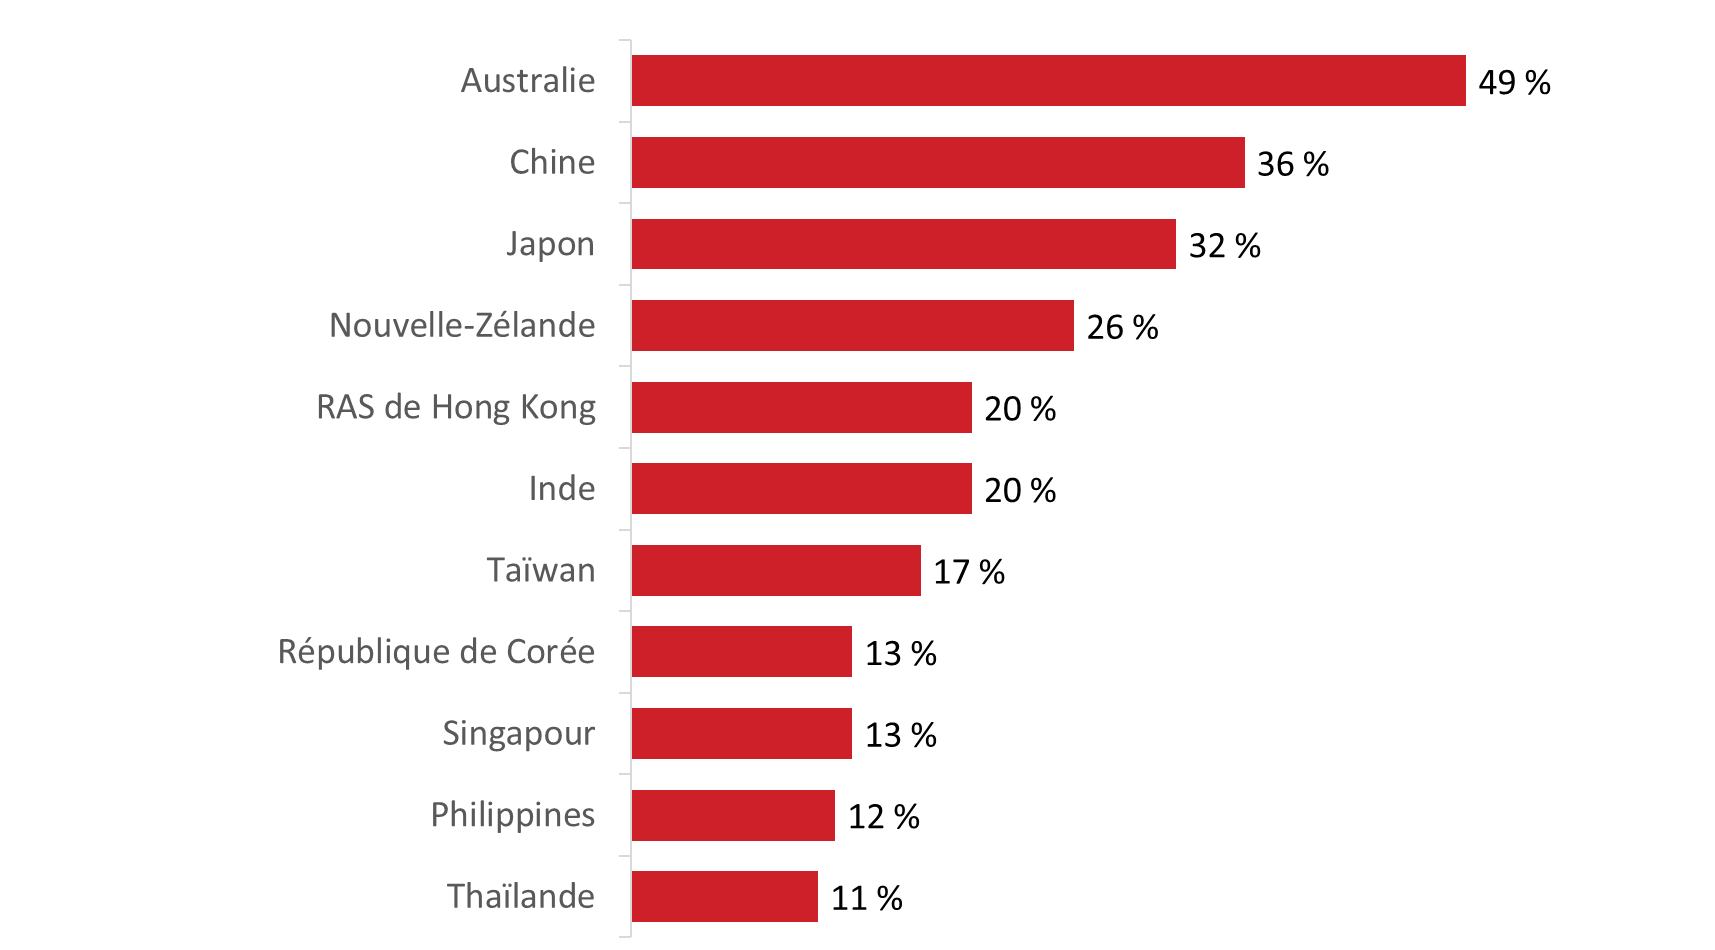 Australie 49 %
Chine 36 %
Japon 32 %
Nouvelle-Zélande 26 %
RAS de Hong Kong 20 %
Inde 20 %
Taïwan 17 %
République de Corée 13 %
Singapour 13 %
Philippines 12 %
Thaïlande 11 %